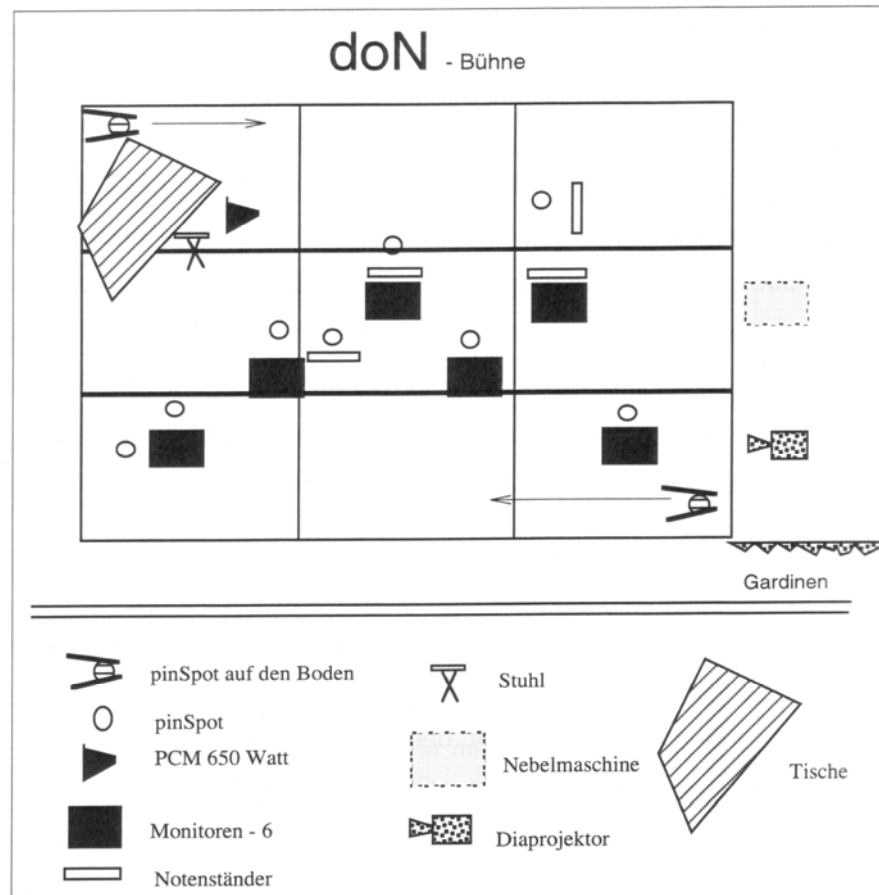 doN - Bühne
Gardinen
pinSpot auf den Boden
Stuhl
pinSpot
PCM 650 Watt
Nebelmaschine
Tische
Monitoren - 6
Diaprojektor
Notenständer